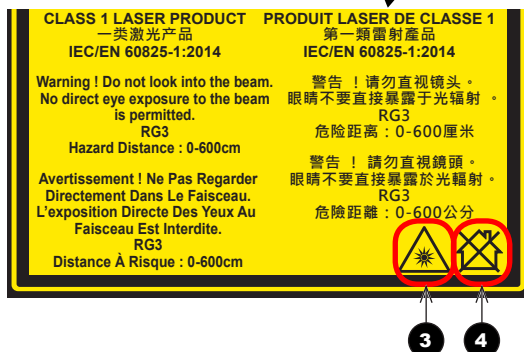 CLASS 1 LASER PRODUCT
一类激光产品
IEC/EN 60825-1:2014
PRODUIT LASER DE CLASSE 1
第一類雷射產品
IEC/EN 60825-1:2014
Warning ! Do not look into the beam.
No direct eye exposure to the beam
is permitted.
RG3
Hazard Distance : 0-600cm
Avertissement ! Ne Pas Regarder
Directement Dans Le Faisceau.
L'exposition Directe Des Yeux Au
Faisceau Est Interdite.
RG3
Distance À Risque : 0-600cm
警告 ！请勿直视镜头。
眼睛不要直接暴露于光辐射 。
RG3
危险距离：0-600厘米
警告 ！ 請勿直視鏡頭。
眼睛不要直接暴露於光輻射。
RG3
危險距離：0-600公分
3
4